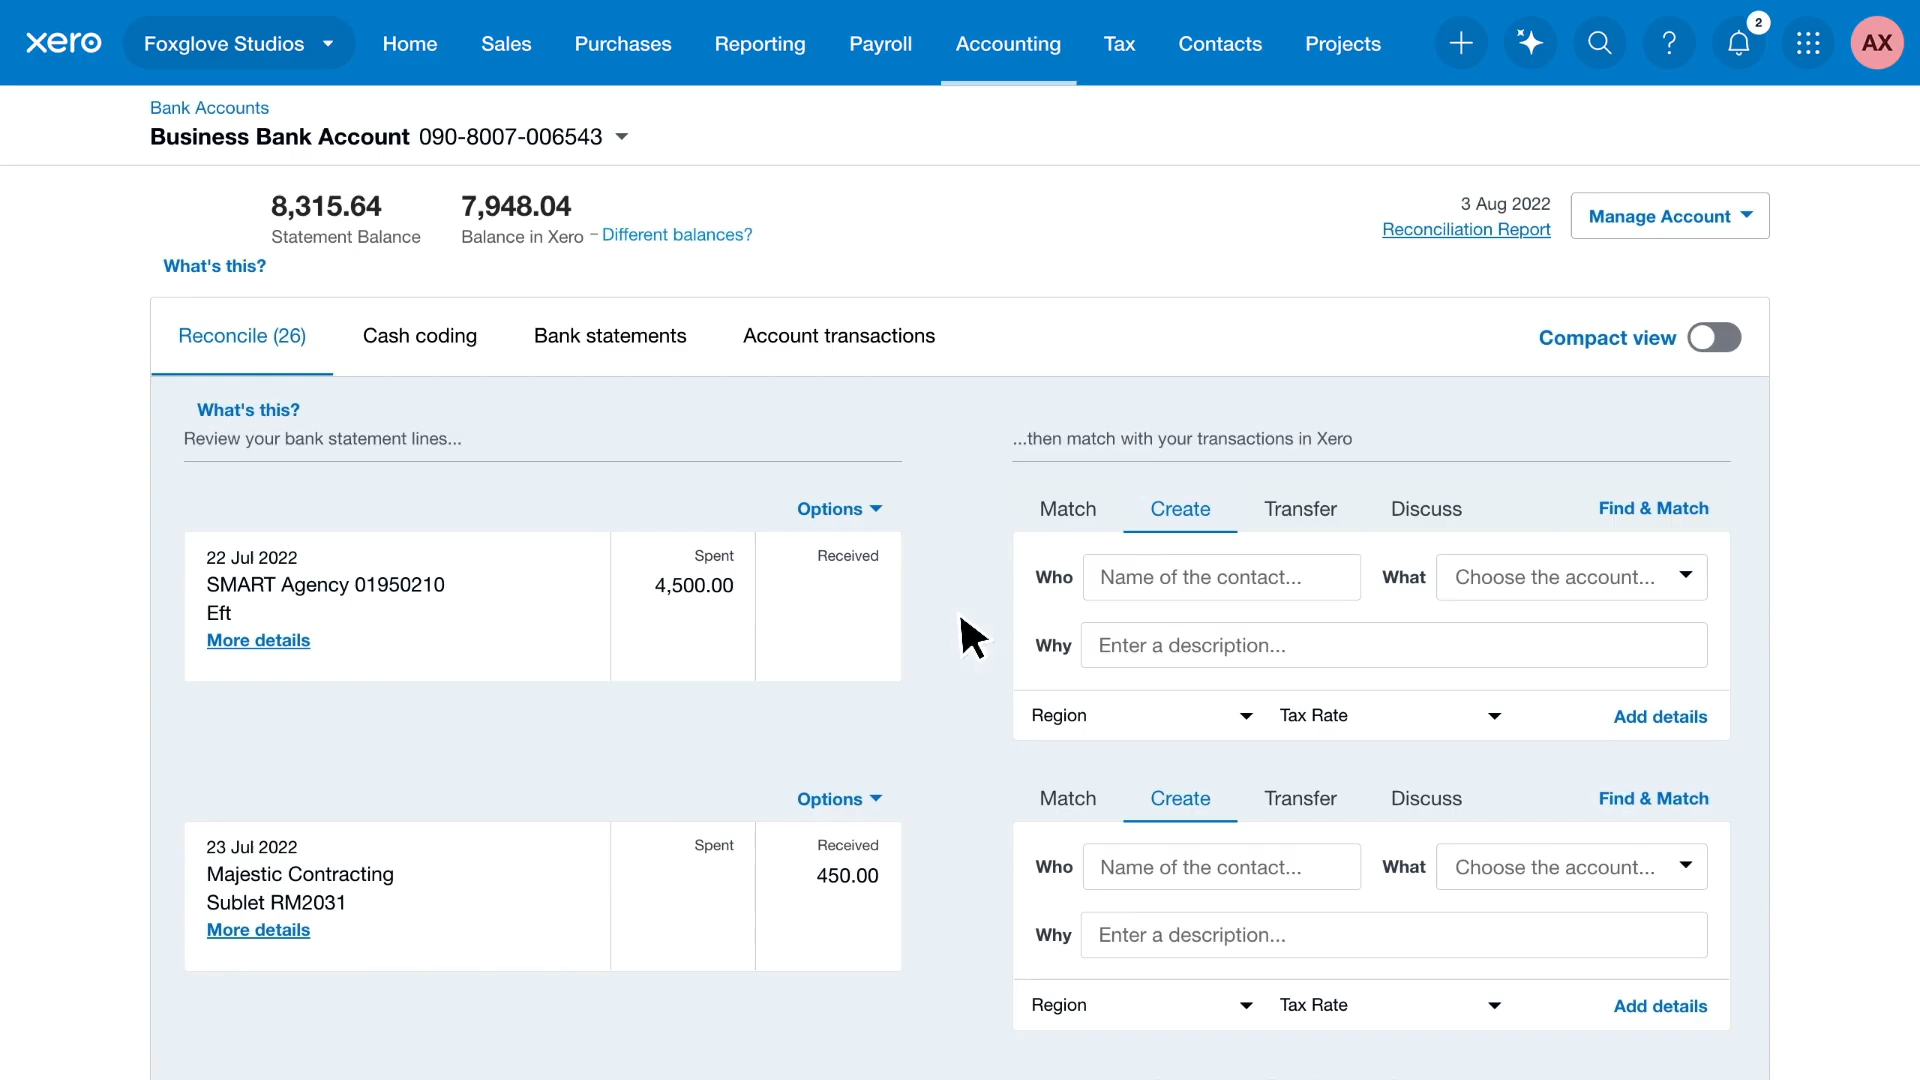 xero Foxglove Studios Home Sales Purchases Reporting Payroll Accounting Tax Contacts Projects ? 2 AX
Bank Accounts
Business Bank Account 090-8007-006543
8,315.64 7,948.04
Statement Balance Balance in Xero - Different balances?
What's this?
3 Aug 2022
Reconciliation Report
Manage Account
Reconcile (26) Cash coding Bank statements Account transactions Compact view
What's this?
Review your bank statement lines... ...then match with your transactions in Xero
Options
22 Jul 2022
SMART Agency 01950210
Eft
More details
Spent
4,500.00
Received
Match Create Transfer Discuss Find & Match
Who Name of the contact... What Choose the account...
Why Enter a description...
Region Tax Rate Add details
Options
23 Jul 2022
Majestic Contracting
Sublet RM2031
More details
Spent
Received
450.00
Match Create Transfer Discuss Find & Match
Who Name of the contact... What Choose the account...
Why Enter a description...
Region Tax Rate Add details